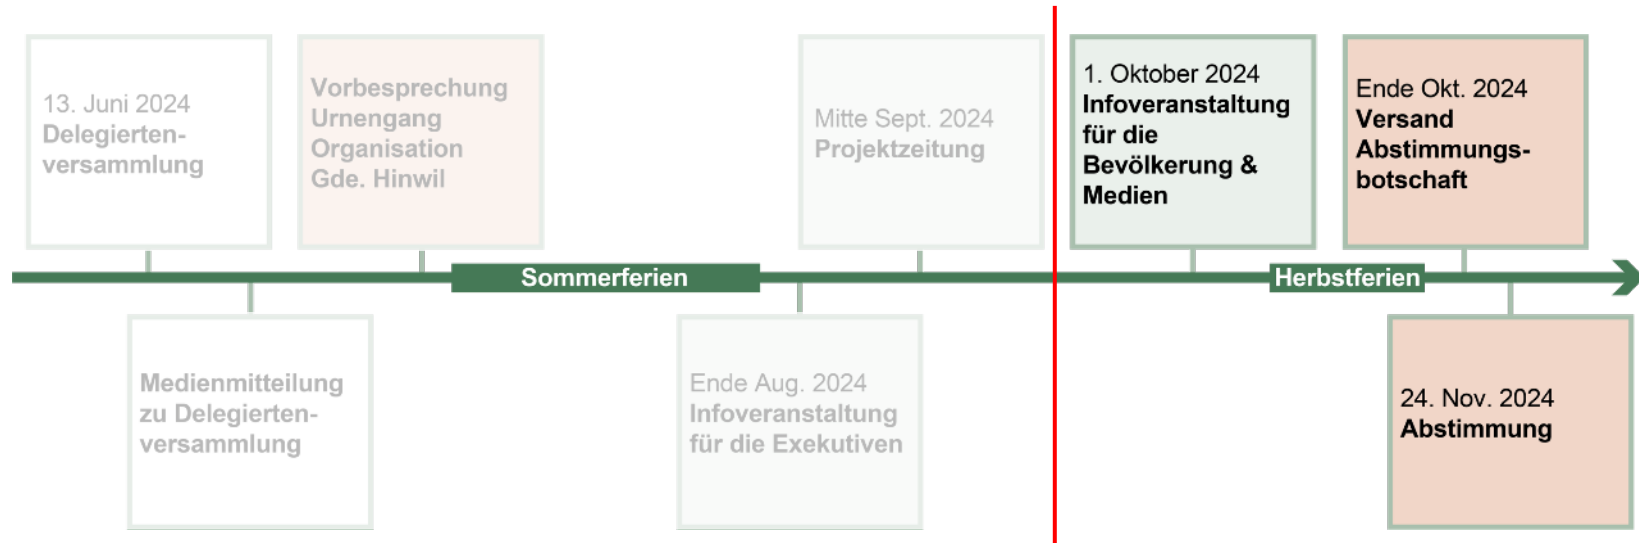 13. Juni 2024
Delegierten-
versammlung
Vorbesprechung
Urnengang
Organisation
Gde. Hinwil
Mitte Sept. 2024
Projektzeitung
1. Oktober 2024
Infoveranstaltung
für die
Bevölkerung &
Medien
Ende Okt. 2024
Versand
Abstimmungs-
botschaft
Sommerferien
Herbstferien
Medienmitteilung
zu Delegierten-
versammlung
Ende Aug. 2024
Infoveranstaltung
für die Exekutiven
24. Nov. 2024
Abstimmung